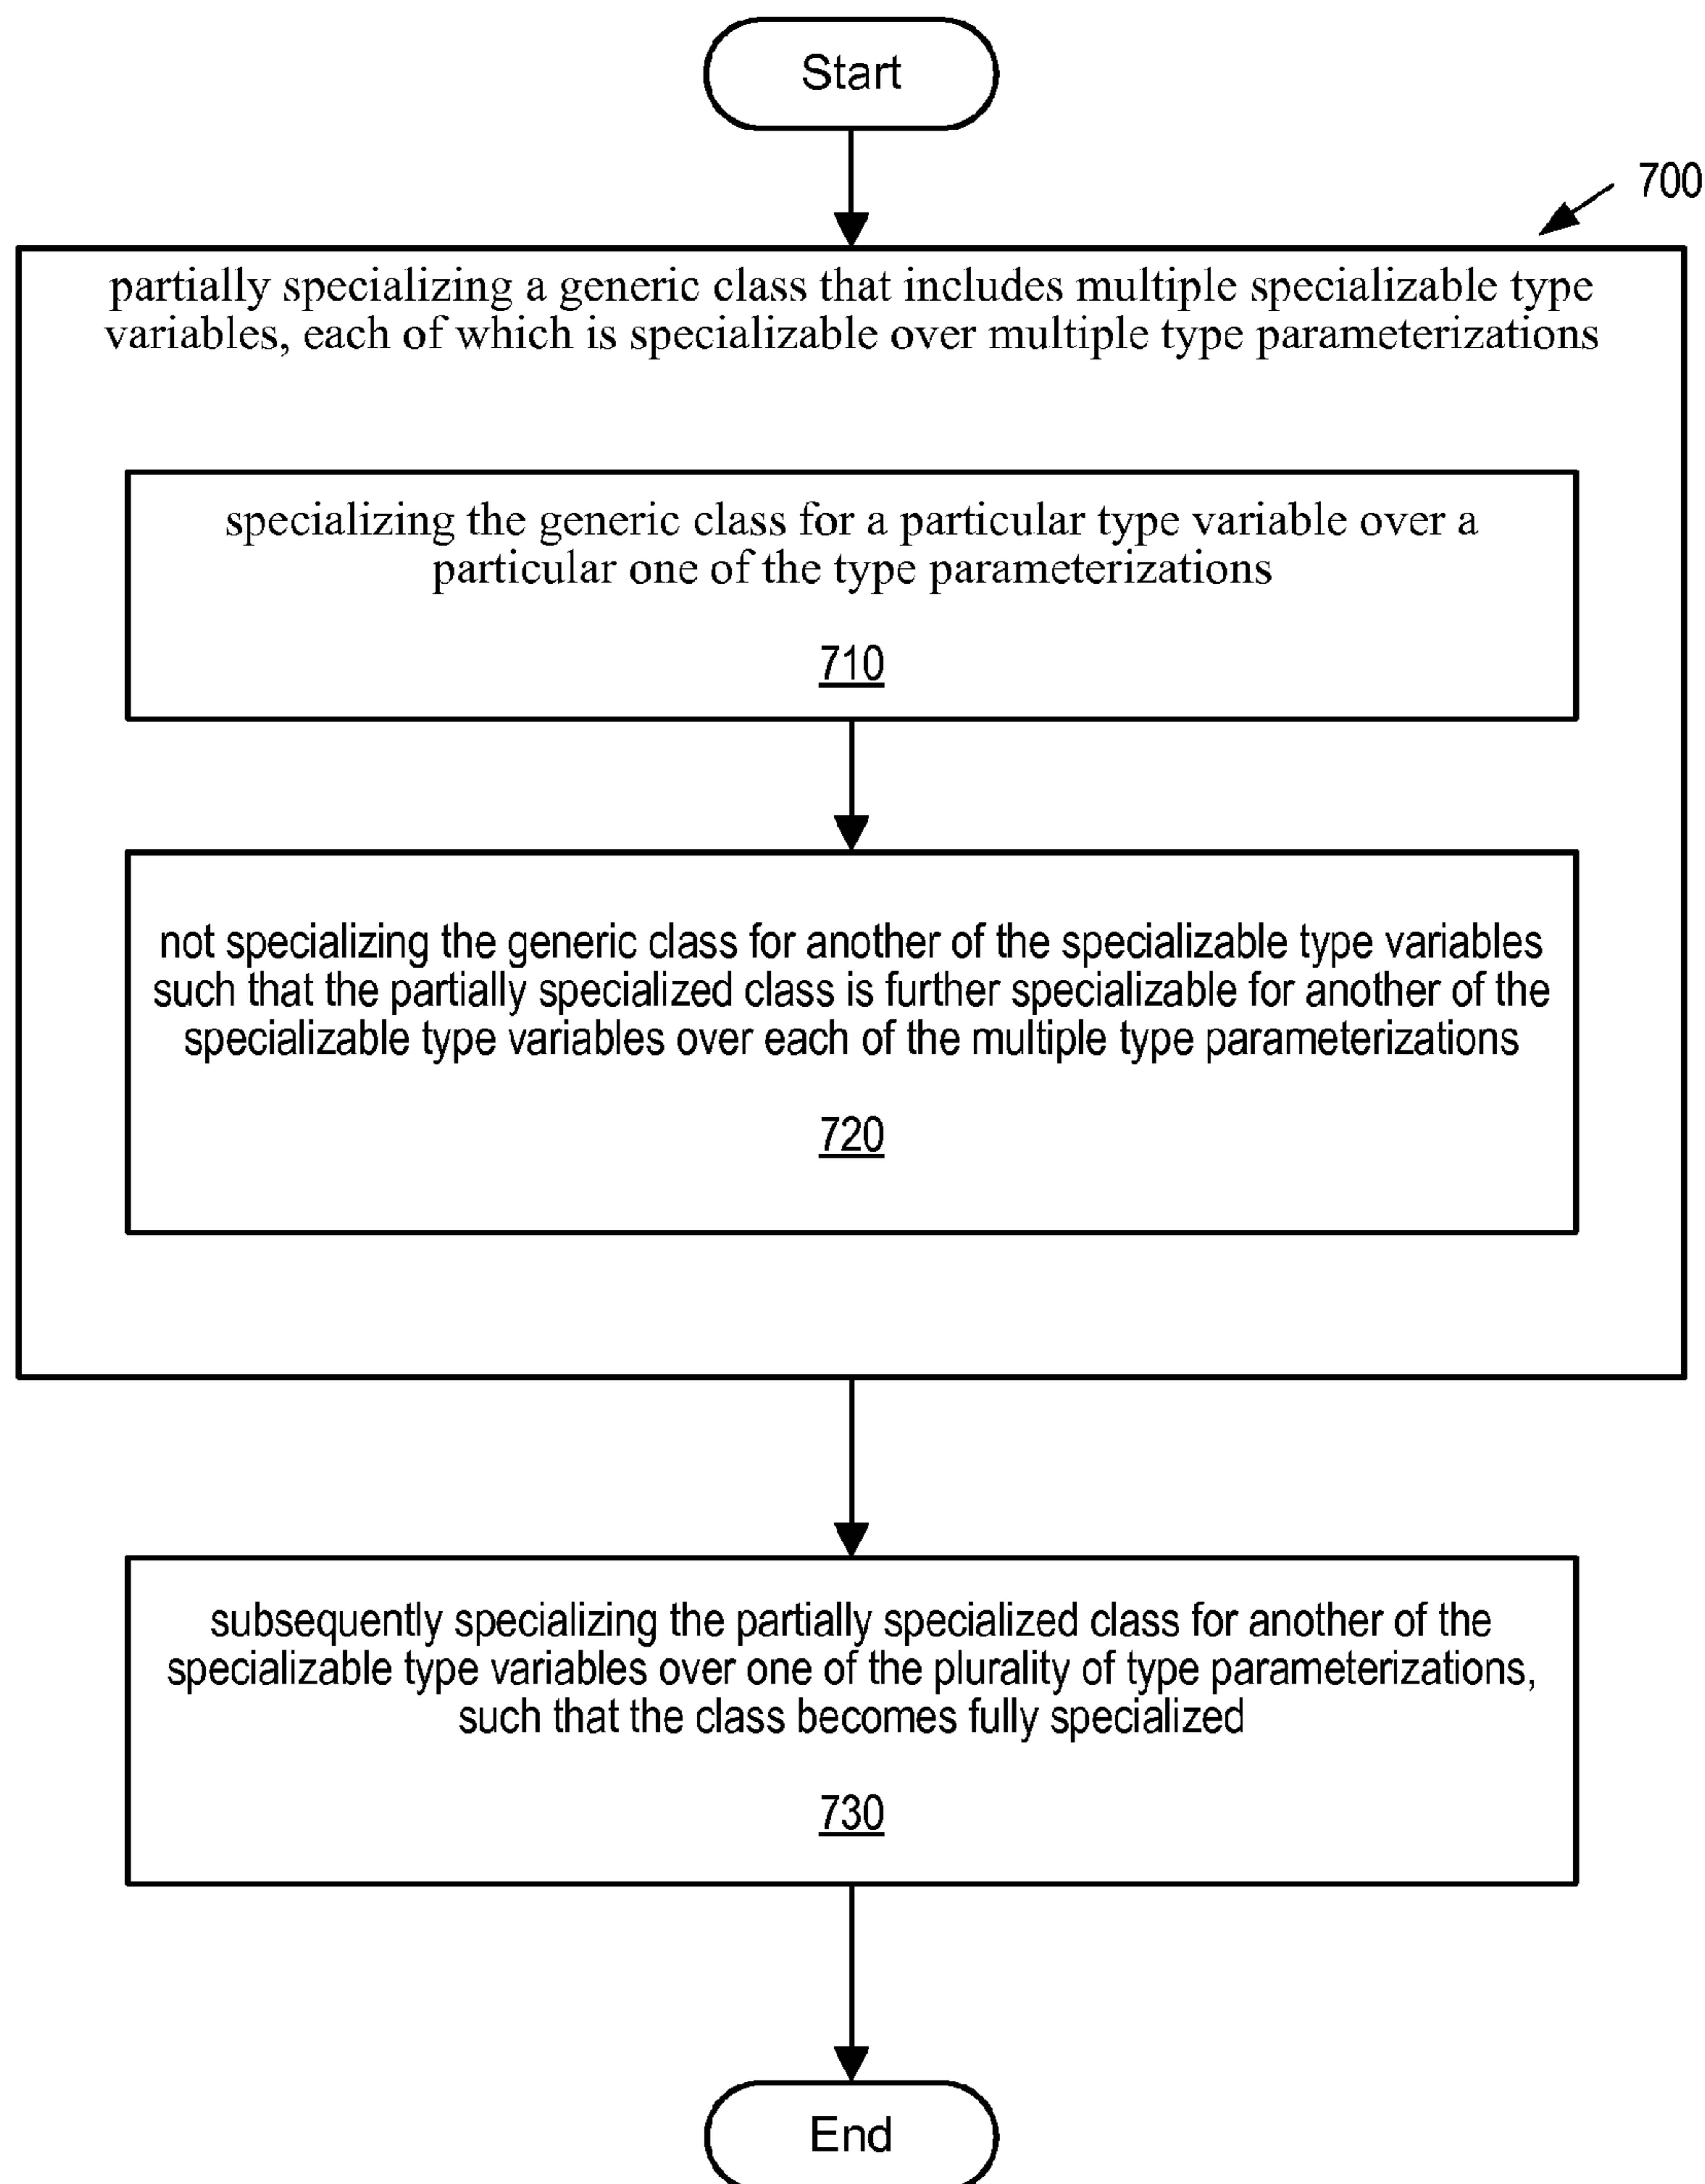 Start
700
partially specializing a generic class that includes multiple specializable type
variables, each of which is specializable over multiple type parameterizations
specializing the generic class for a particular type variable over a
particular one of the type parameterizations
710
not specializing the generic class for another of the specializable type variables
such that the partially specialized class is further specializable for another of the
specializable type variables over each of the multiple type parameterizations
720
subsequently specializing the partially specialized class for another of the
specializable type variables over one of the plurality of type parameterizations,
such that the class becomes fully specialized
730
End